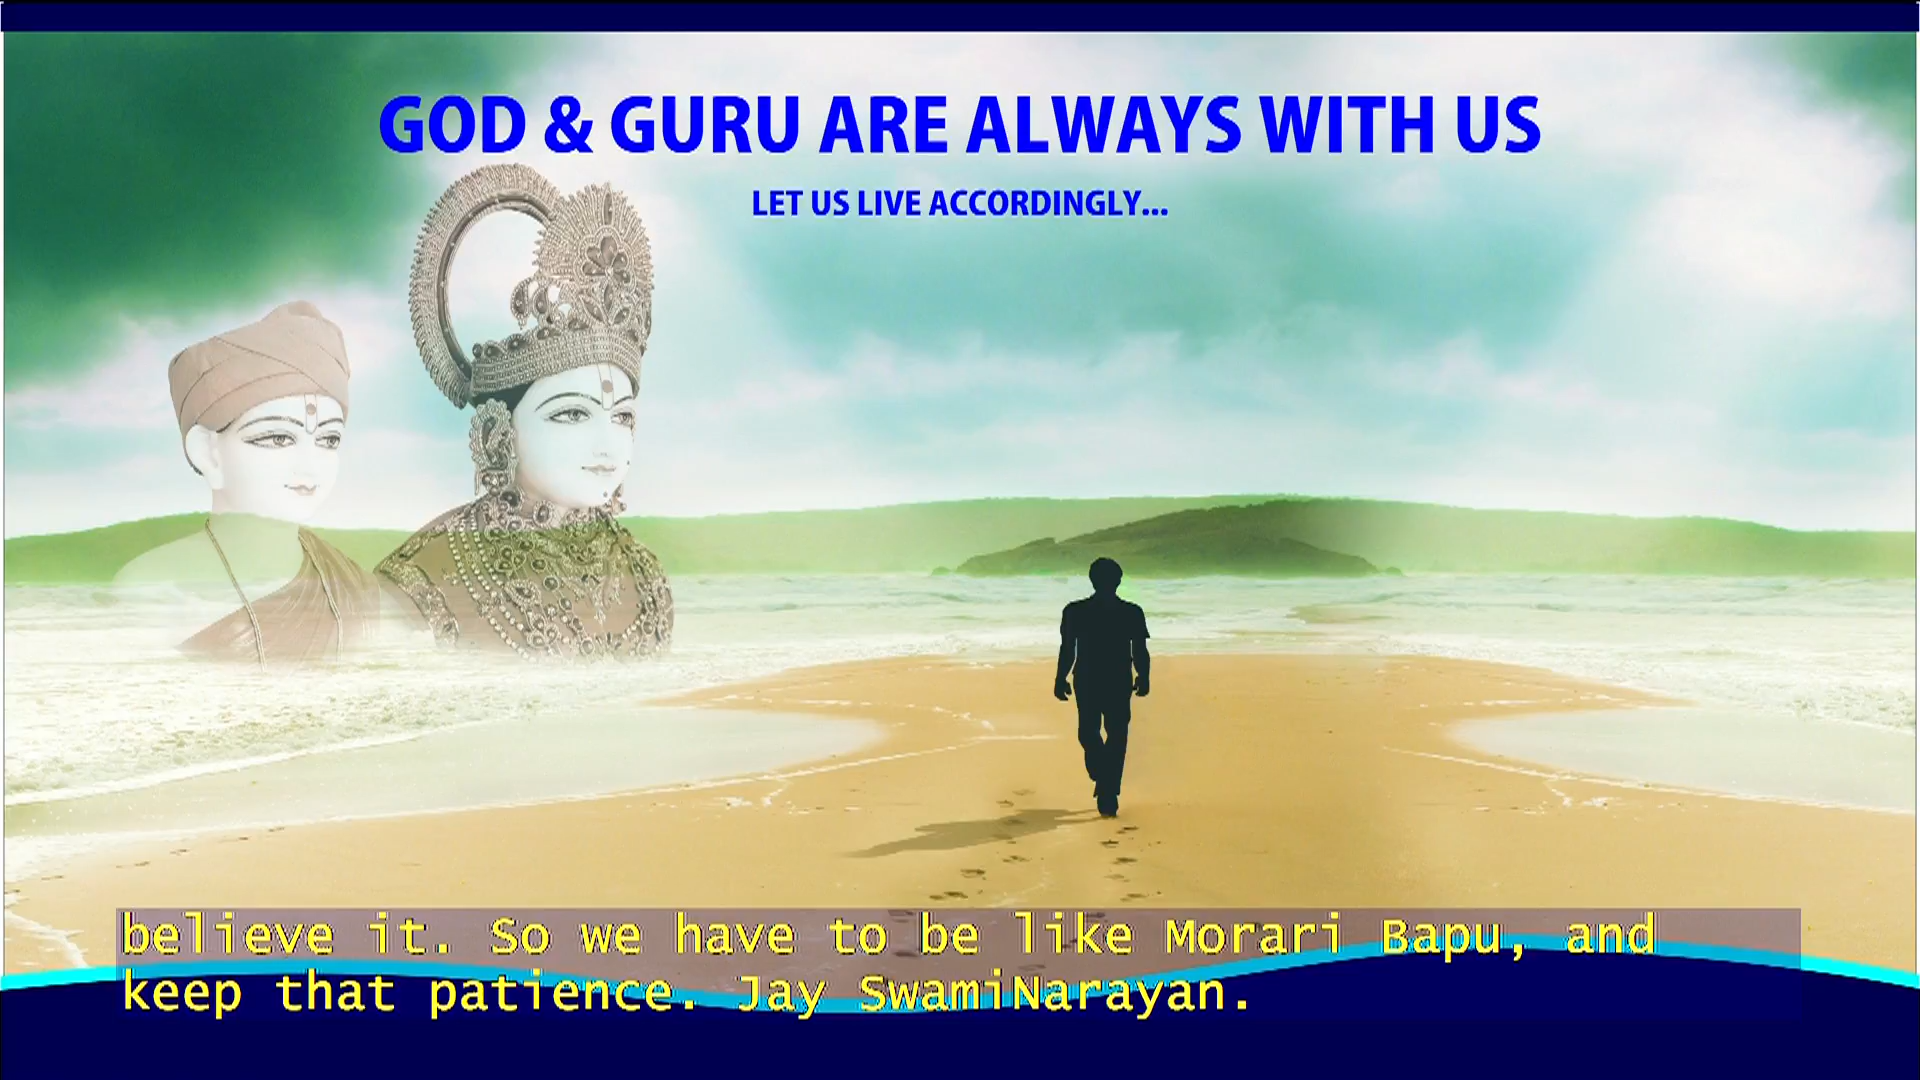 GOD & GURU ARE ALWAYS WITH US
LET US LIVE ACCORDINGLY...
believe it. So we have to be like Morari Bapu, and
keep that patience. Jay SwamiNarayan.